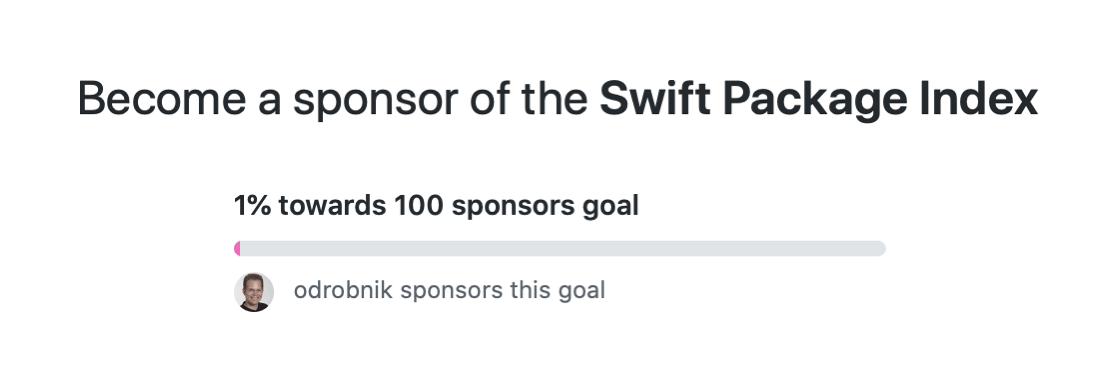 Become a sponsor of the Swift Package Index
1% towards 100 sponsors goal
odrobnik sponsors this goal